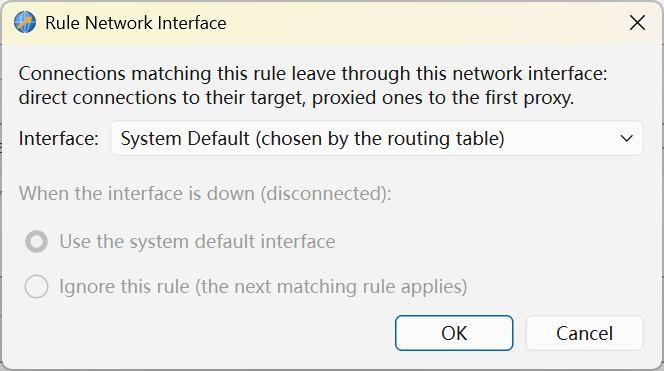 Rule Network Interface
Connections matching this rule leave through this network interface:
direct connections to their target, proxied ones to the first proxy.
Interface: System Default (chosen by the routing table)
When the interface is down (disconnected):
Use the system default interface
Ignore this rule (the next matching rule applies)
OK Cancel